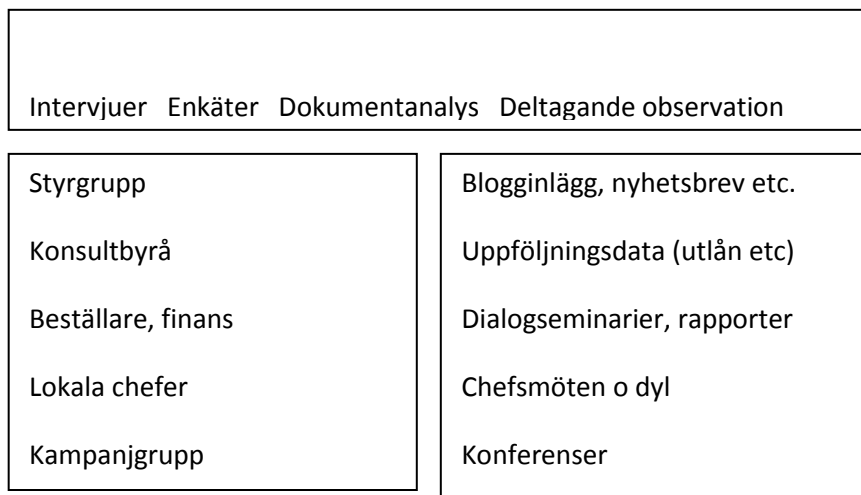 Intervjuer Enkäter Dokumentanalys Deltagande observation
Styrgrupp
Konsultbyrå
Beställare, finans
Lokala chefer
Kampanjgrupp
Blogginlägg, nyhetsbrev etc.
Uppföljningsdata (utlån etc)
Dialogseminarier, rapporter
Chefsmöten o dyl
Konferenser